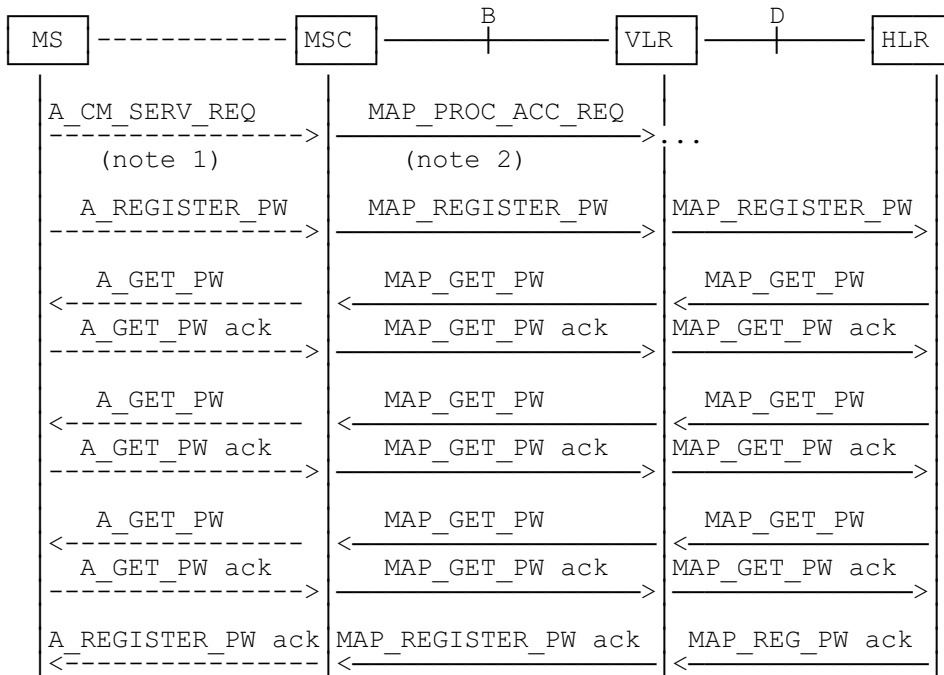 B D
MS MSC VLR HLR
A_CM_SERV_REQ MAP_PROC_ACC_REQ
...
(note 1) (note 2)
A_REGISTER_PW MAP_REGISTER_PW MAP_REGISTER_PW
A_GET_PW MAP_GET_PW MAP_GET_PW
A_GET_PW ack MAP_GET_PW ack MAP_GET_PW ack
A_GET_PW MAP_GET_PW MAP_GET_PW
A_GET_PW ack MAP_GET_PW ack MAP_GET_PW ack
A_GET_PW MAP_GET_PW MAP_GET_PW
A_GET_PW ack MAP_GET_PW ack MAP_GET_PW ack
A_REGISTER_PW ack MAP_REGISTER_PW ack MAP_REG_PW ack